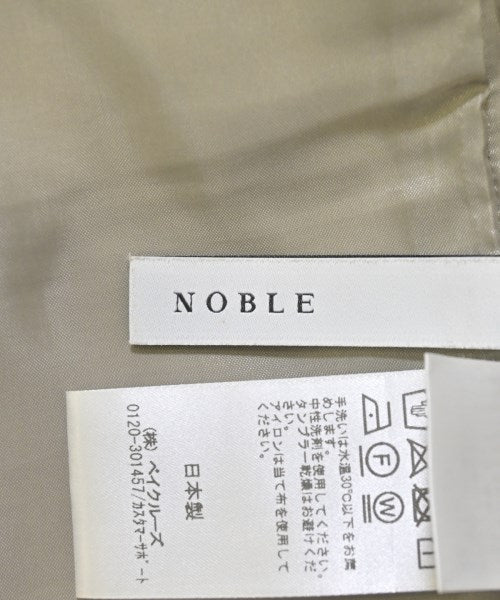 NOBLE
F
W
手洗いは水温30℃以下をお薦
めします。
中性洗剤を使用してください。
タンブラー乾燥はお避けくだ
さい。
アイロンは当て布を使用して
ください。
日本製
(株)ベイクルーズ
0120-301457/カスタマーサポート